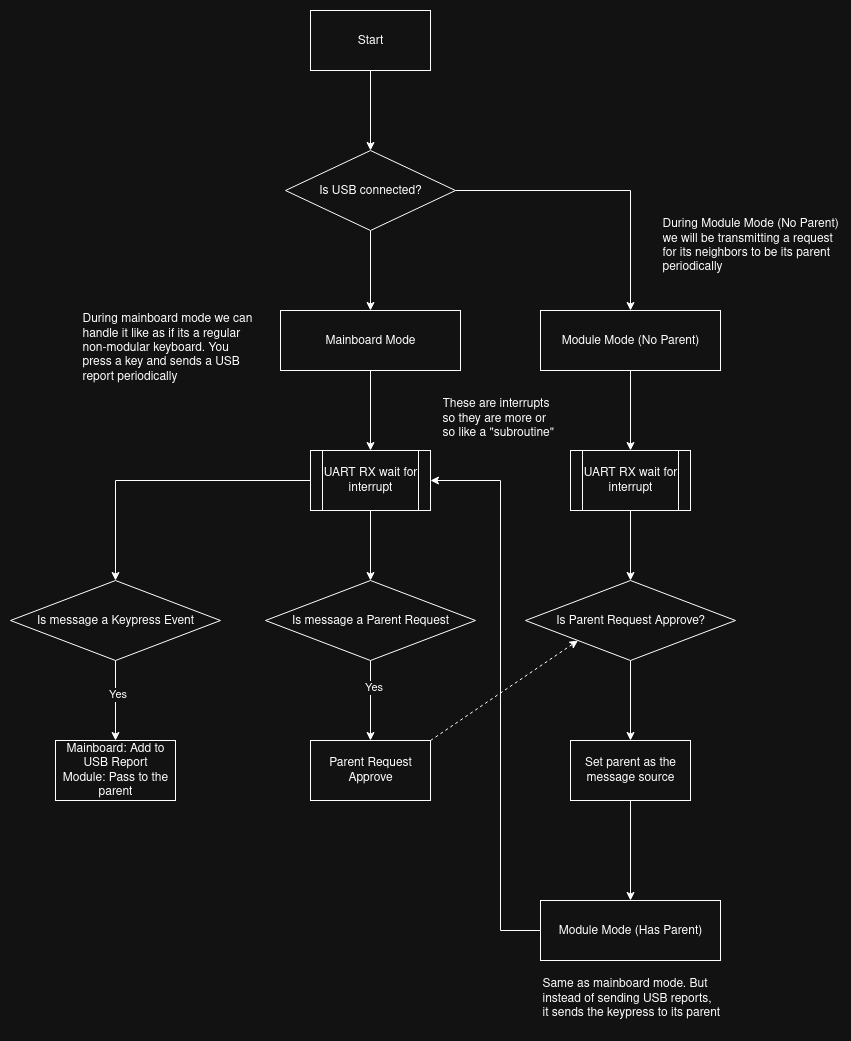 Start
Is USB connected?
During Module Mode (No Parent)
we will be transmitting a request
for its neighbors to be its parent
periodically
During mainboard mode we can
handle it like as if its a regular
non-modular keyboard. You
press a key and sends a USB
report periodically
Mainboard Mode
Module Mode (No Parent)
These are interrupts
so they are more or
so like a "subroutine"
UART RX wait for
interrupt
UART RX wait for
interrupt
Is message a Keypress Event
Is message a Parent Request
Is Parent Request Approve?
Yes
Yes
Mainboard: Add to
USB Report
Module: Pass to the
parent
Parent Request
Approve
Set parent as the
message source
Module Mode (Has Parent)
Same as mainboard mode. But
instead of sending USB reports,
it sends the keypress to its parent